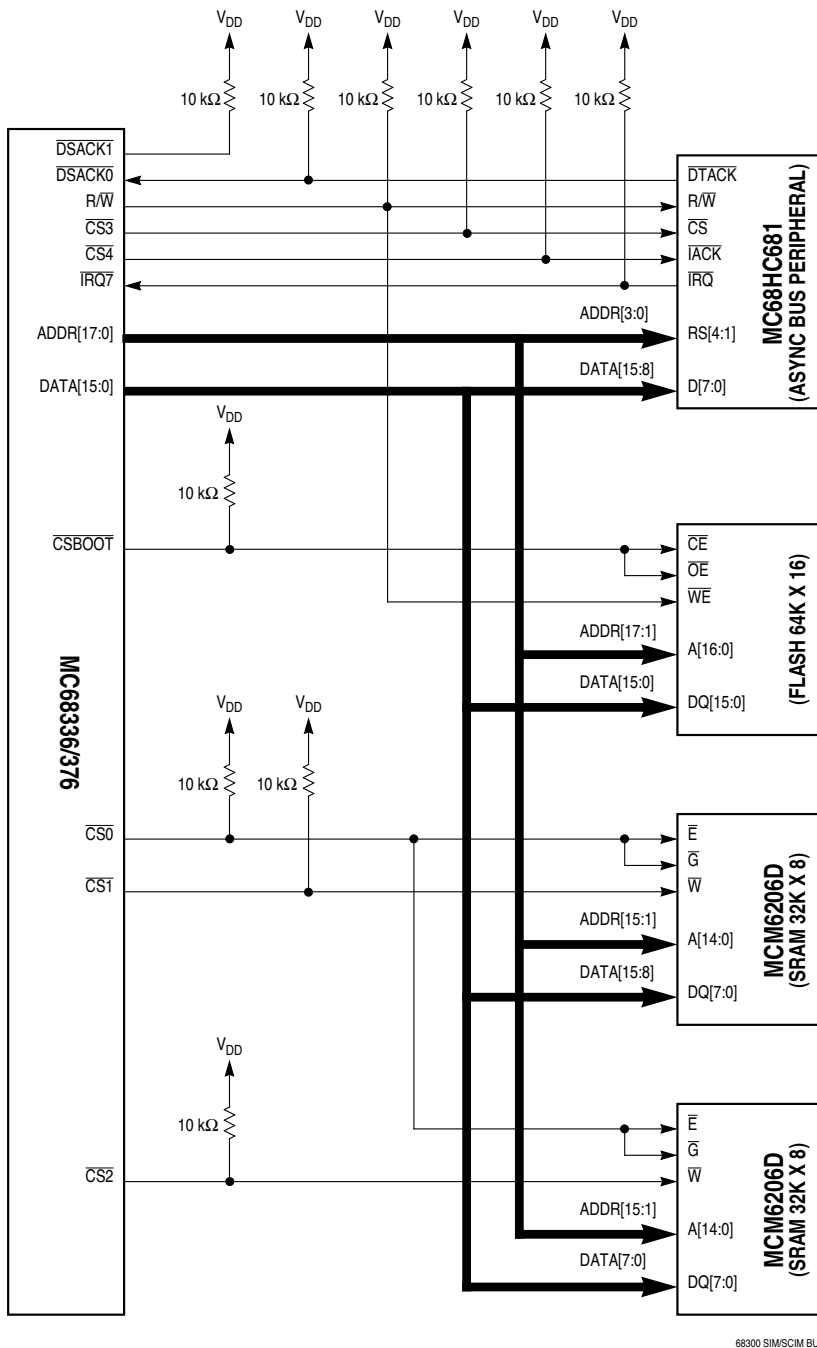 VDD VDD VDD VDD VDD VDD
10 kΩ 10 kΩ 10 kΩ 10 kΩ 10 kΩ 10 kΩ
DSACK1
DSACK0 DTACK
R/W R/W
CS3 CS
CS4 IACK
IRQ7 IRQ
ADDR[17:0] ADDR[3:0] RS[4:1]
DATA[15:0] DATA[15:8] D[7:0]
MC68HC681
(ASYNC BUS PERIPHERAL)
VDD
10 kΩ
CSBOOT CE
OE
WE
ADDR[17:1] A[16:0]
DATA[15:0] DQ[15:0]
(FLASH 64K X 16)
MC68336/376
VDD VDD
10 kΩ 10 kΩ
CS0 E
G
CS1 W
ADDR[15:1] A[14:0]
DATA[15:8] DQ[7:0]
MCM6206D
(SRAM 32K X 8)
VDD
10 kΩ
E
G
CS2 W
ADDR[15:1] A[14:0]
DATA[7:0] DQ[7:0]
MCM6206D
(SRAM 32K X 8)
68300 SIM/SCIM BU